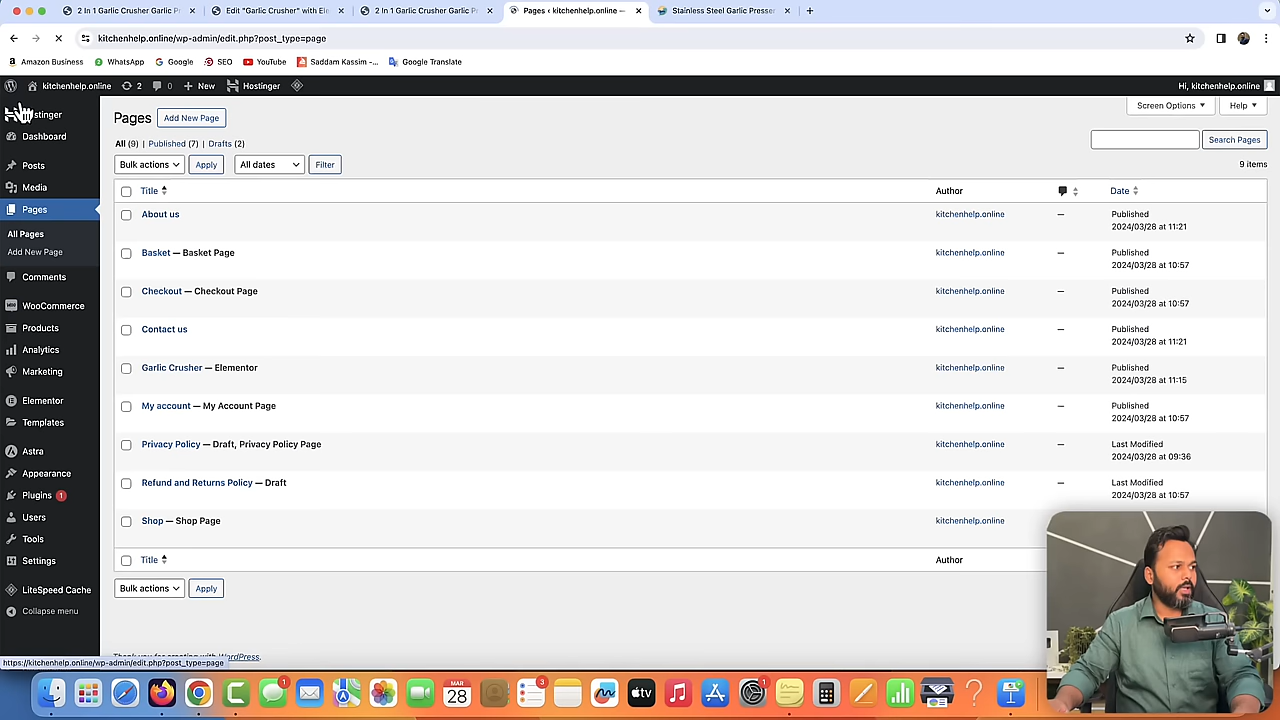 2 In 1 Garlic Crusher Garlic P
Edit "Garlic Crusher" with Ele
2 In 1 Garlic Crusher Garlic Pr
Pages ‹ kitchenhelp.online —
Stainless Steel Garlic Presser
kitchenhelp.online/wp-admin/edit.php?post_type=page
Amazon Business
WhatsApp
Google
SEO
YouTube
Saddam Kassim -...
Google Translate
kitchenhelp.online
2
0
New
Hostinger
Hi, kitchenhelp.online
Screen Options
Help
Dashboard
Posts
Media
Pages
All Pages
Add New Page
Comments
WooCommerce
Products
Analytics
Marketing
Elementor
Templates
Astra
Appearance
Plugins 1
Users
Tools
Settings
LiteSpeed Cache
Collapse menu
Pages
Add New Page
All (9) | Published (7) | Drafts (2)
Search Pages
Bulk actions
Apply
All dates
Filter
9 items
Title
Author
Date
About us
kitchenhelp.online
—
Published
2024/03/28 at 11:21
Basket — Basket Page
kitchenhelp.online
—
Published
2024/03/28 at 10:57
Checkout — Checkout Page
kitchenhelp.online
—
Published
2024/03/28 at 10:57
Contact us
kitchenhelp.online
—
Published
2024/03/28 at 11:21
Garlic Crusher — Elementor
kitchenhelp.online
—
Published
2024/03/28 at 11:15
My account — My Account Page
kitchenhelp.online
—
Published
2024/03/28 at 10:57
Privacy Policy — Draft, Privacy Policy Page
kitchenhelp.online
—
Last Modified
2024/03/28 at 09:36
Refund and Returns Policy — Draft
kitchenhelp.online
—
Last Modified
2024/03/28 at 10:57
Shop — Shop Page
kitchenhelp.online
Title
Author
Bulk actions
Apply
https://kitchenhelp.online/wp-admin/edit.php?post_type=page
WordPress.
1
MAR
28
3
tv
1